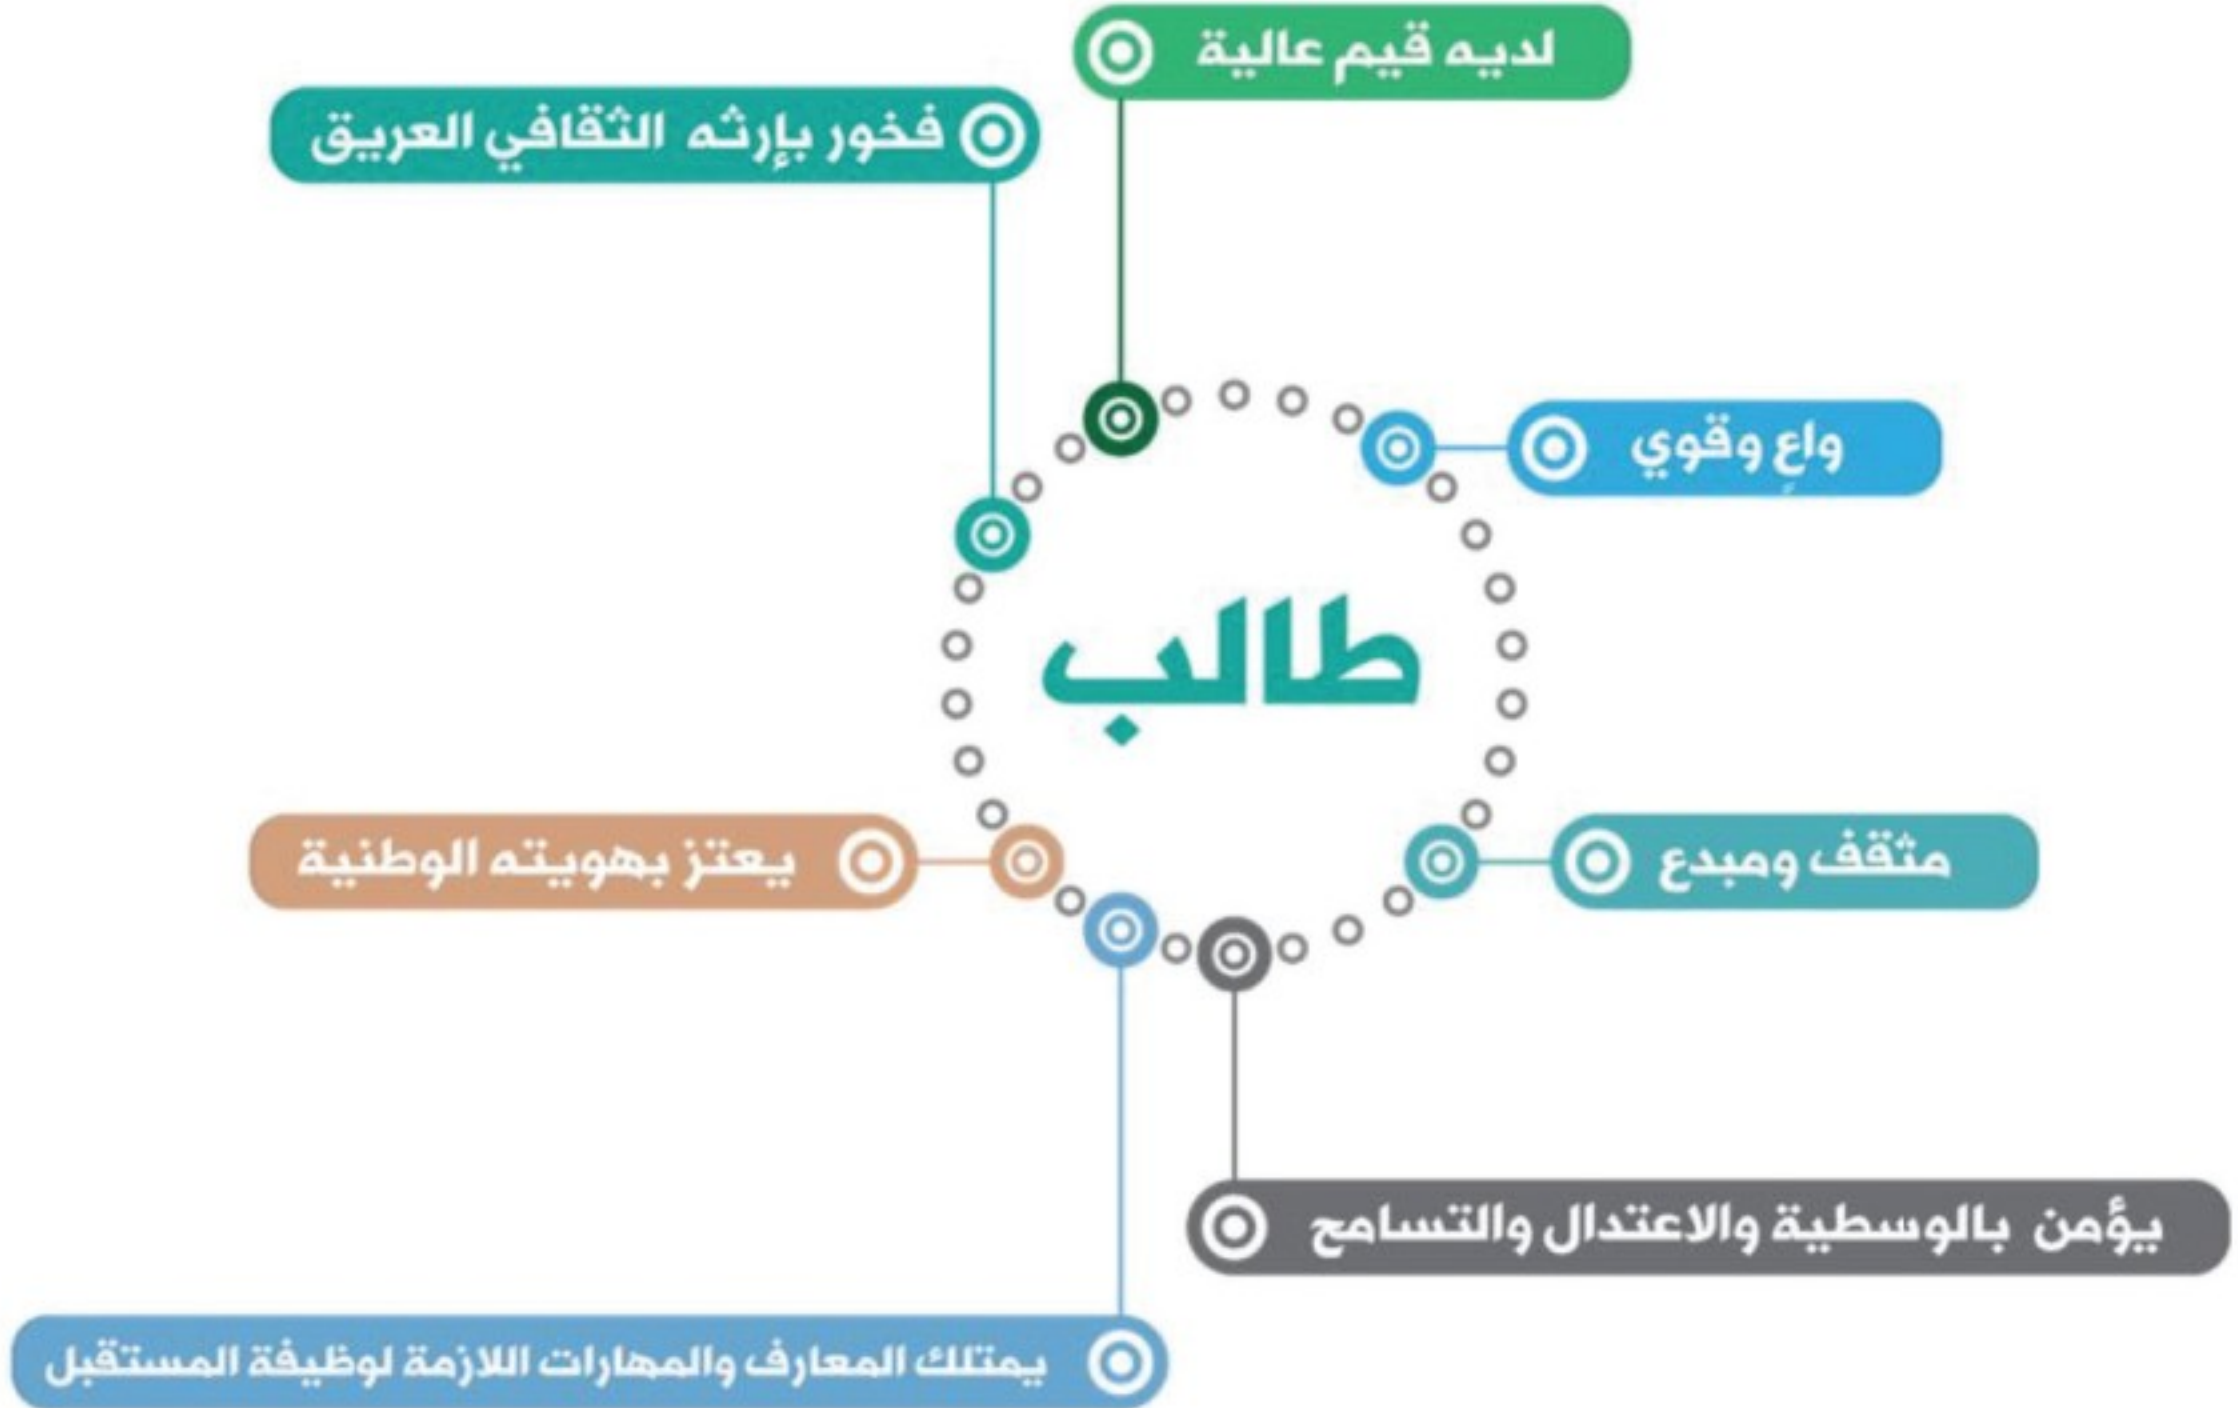 لديه قيم عالية
فخور بإرثه الثقافي العريق
واعٍ وقوي
طالب
مثقف ومبدع
يعتز بهويته الوطنية
يؤمن بالوسطية والاعتدال والتسامح
يمتلك المعارف والمهارات اللازمة لوظيفة المستقبل